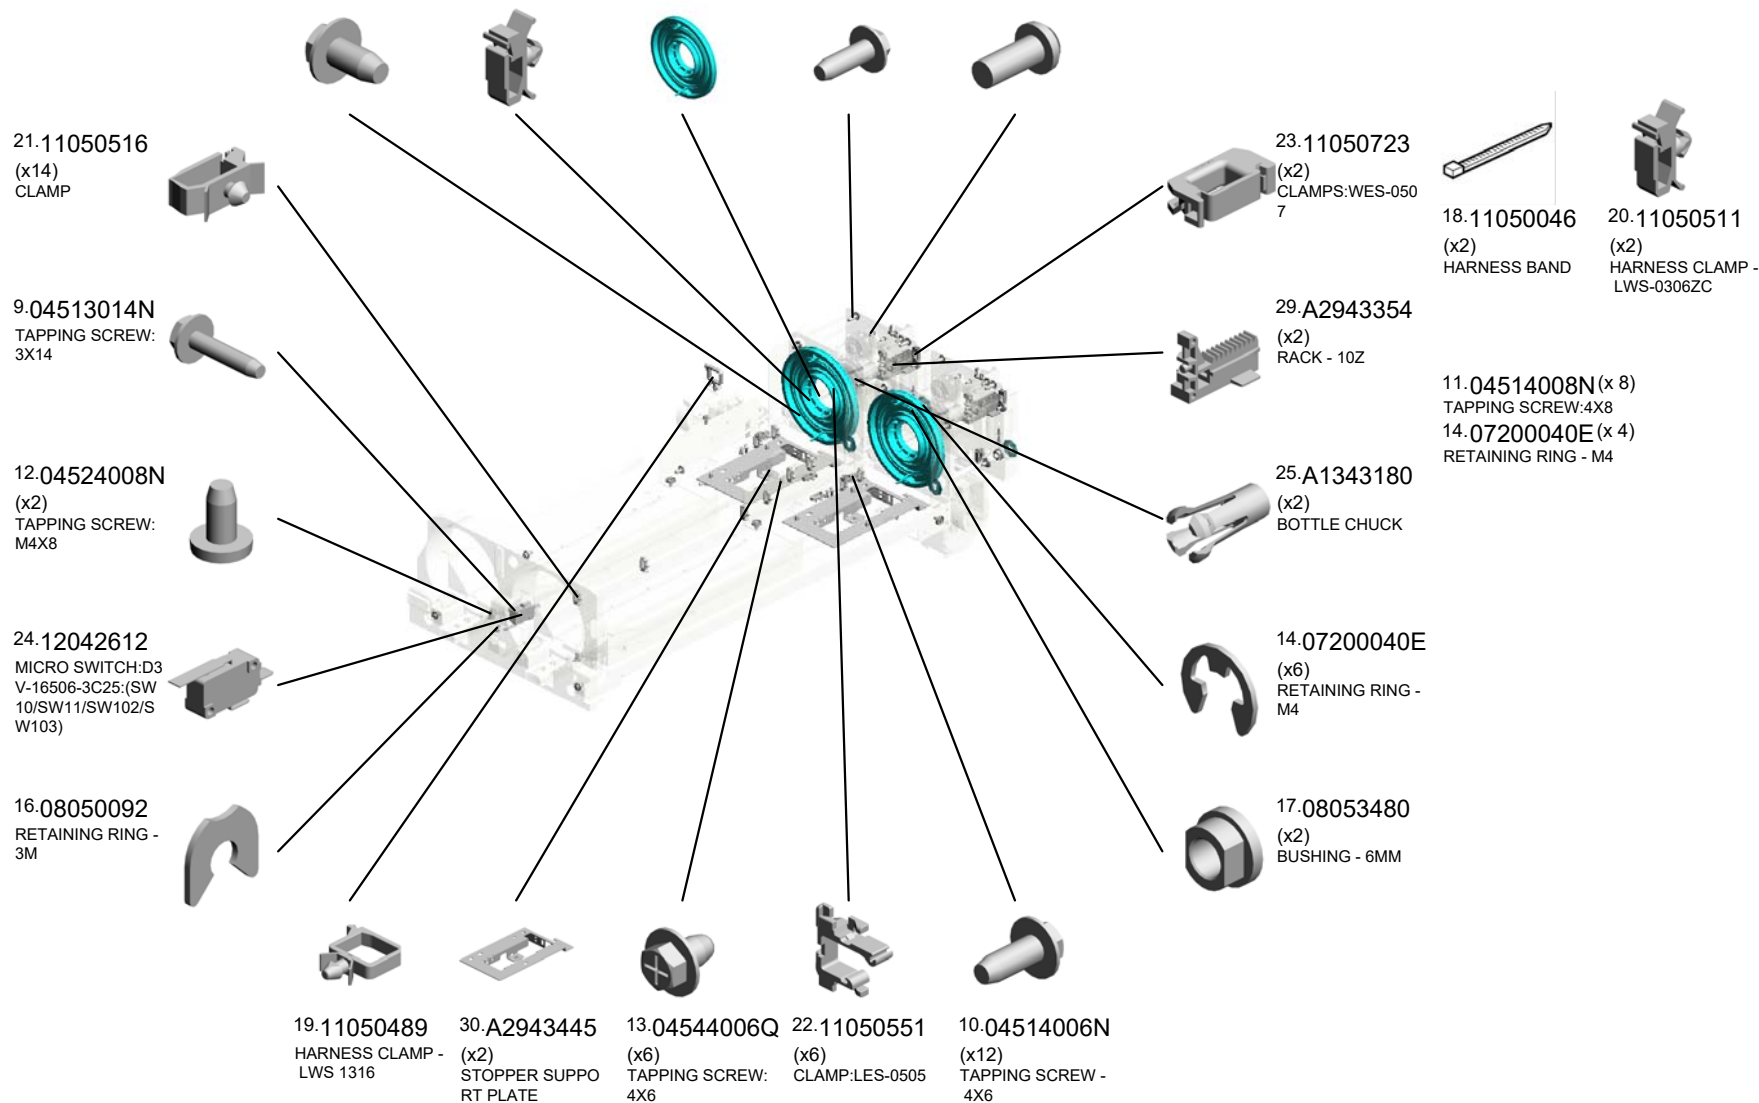 21.11050516
(x14)
CLAMP
9.04513014N
TAPPING SCREW:
3X14
12.04524008N
(x2)
TAPPING SCREW:
M4X8
24.12042612
MICRO SWITCH:D3
V-16506-3C25:(SW
10/SW11/SW102/S
W103)
16.08050092
RETAINING RING -
3M
23.11050723
(x2)
CLAMPS:WES-050
7
29.A2943354
(x2)
RACK - 10Z
25.A1343180
(x2)
BOTTLE CHUCK
14.07200040E
(x6)
RETAINING RING -
M4
17.08053480
(x2)
BUSHING - 6MM
18.11050046
(x2)
HARNESS BAND
20.11050511
(x2)
HARNESS CLAMP -
LWS-0306ZC
11.04514008N (x 8)
TAPPING SCREW:4X8
14.07200040E (x 4)
RETAINING RING - M4
19.11050489
HARNESS CLAMP -
LWS 1316
30.A2943445
(x2)
STOPPER SUPPO
RT PLATE
13.04544006Q
(x6)
TAPPING SCREW:
4X6
22.11050551
(x6)
CLAMP:LES-0505
10.04514006N
(x12)
TAPPING SCREW -
4X6